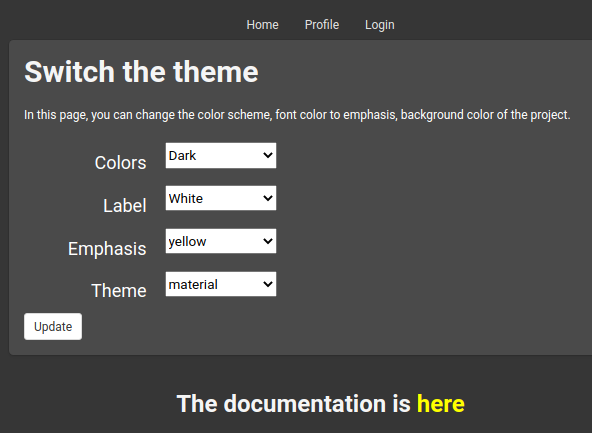 Home Profile Login
Switch the theme
In this page, you can change the color scheme, font color to emphasis, background color of the project.
Colors Dark
Label White
Emphasis yellow
Theme material
Update
The documentation is here